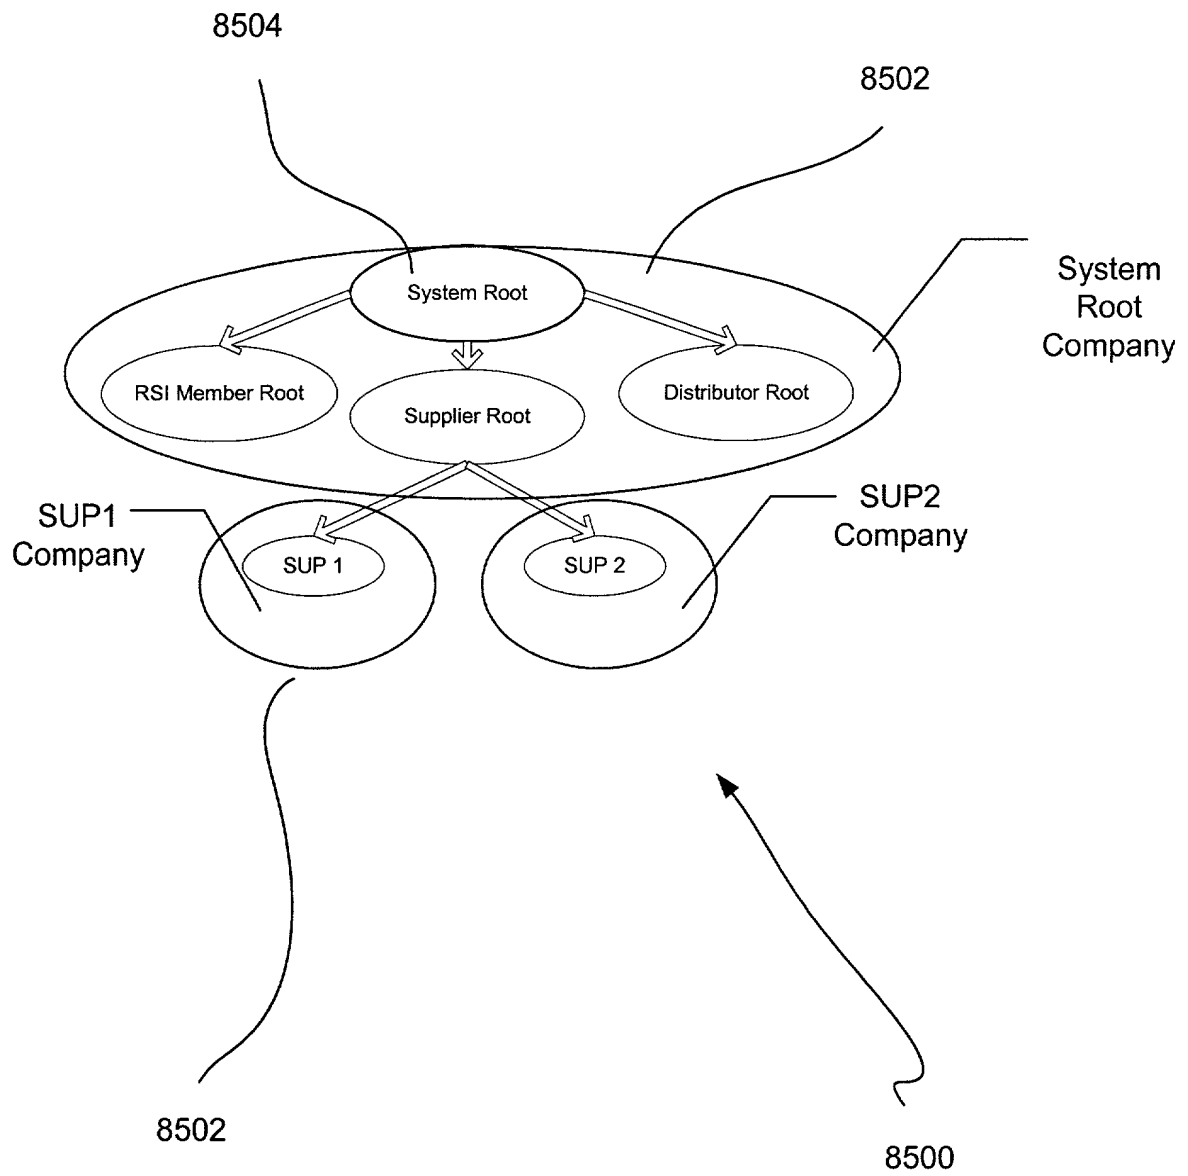 8504
8502
System Root
System
Root
Company
RSI Member Root
Supplier Root
Distributor Root
SUP1
Company
SUP2
Company
SUP 1
SUP 2
8502
8500